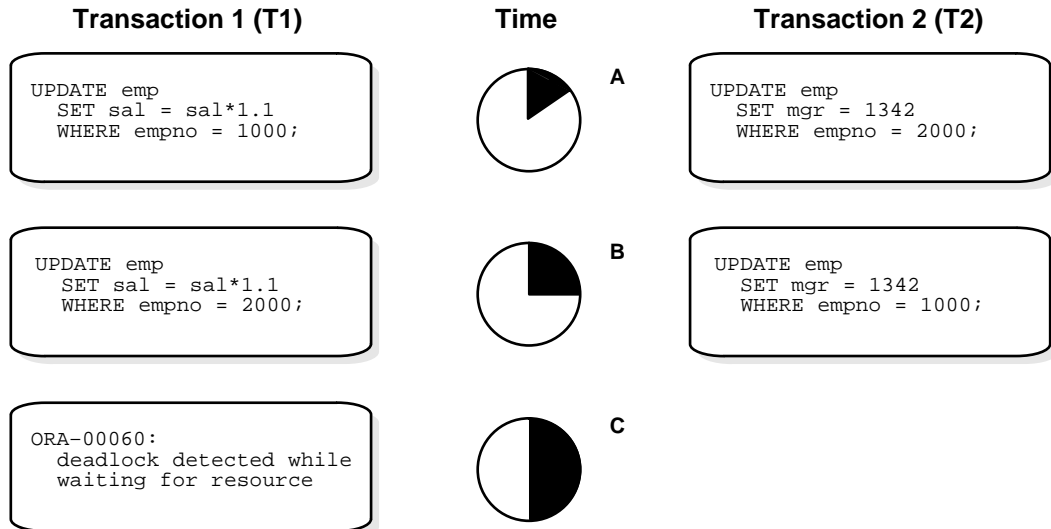 Transaction 1 (T1)
Time
Transaction 2 (T2)
UPDATE emp
SET sal = sal*1.1
WHERE empno = 1000;
A
UPDATE emp
SET mgr = 1342
WHERE empno = 2000;
UPDATE emp
SET sal = sal*1.1
WHERE empno = 2000;
B
UPDATE emp
SET mgr = 1342
WHERE empno = 1000;
ORA−00060:
deadlock detected while
waiting for resource
C